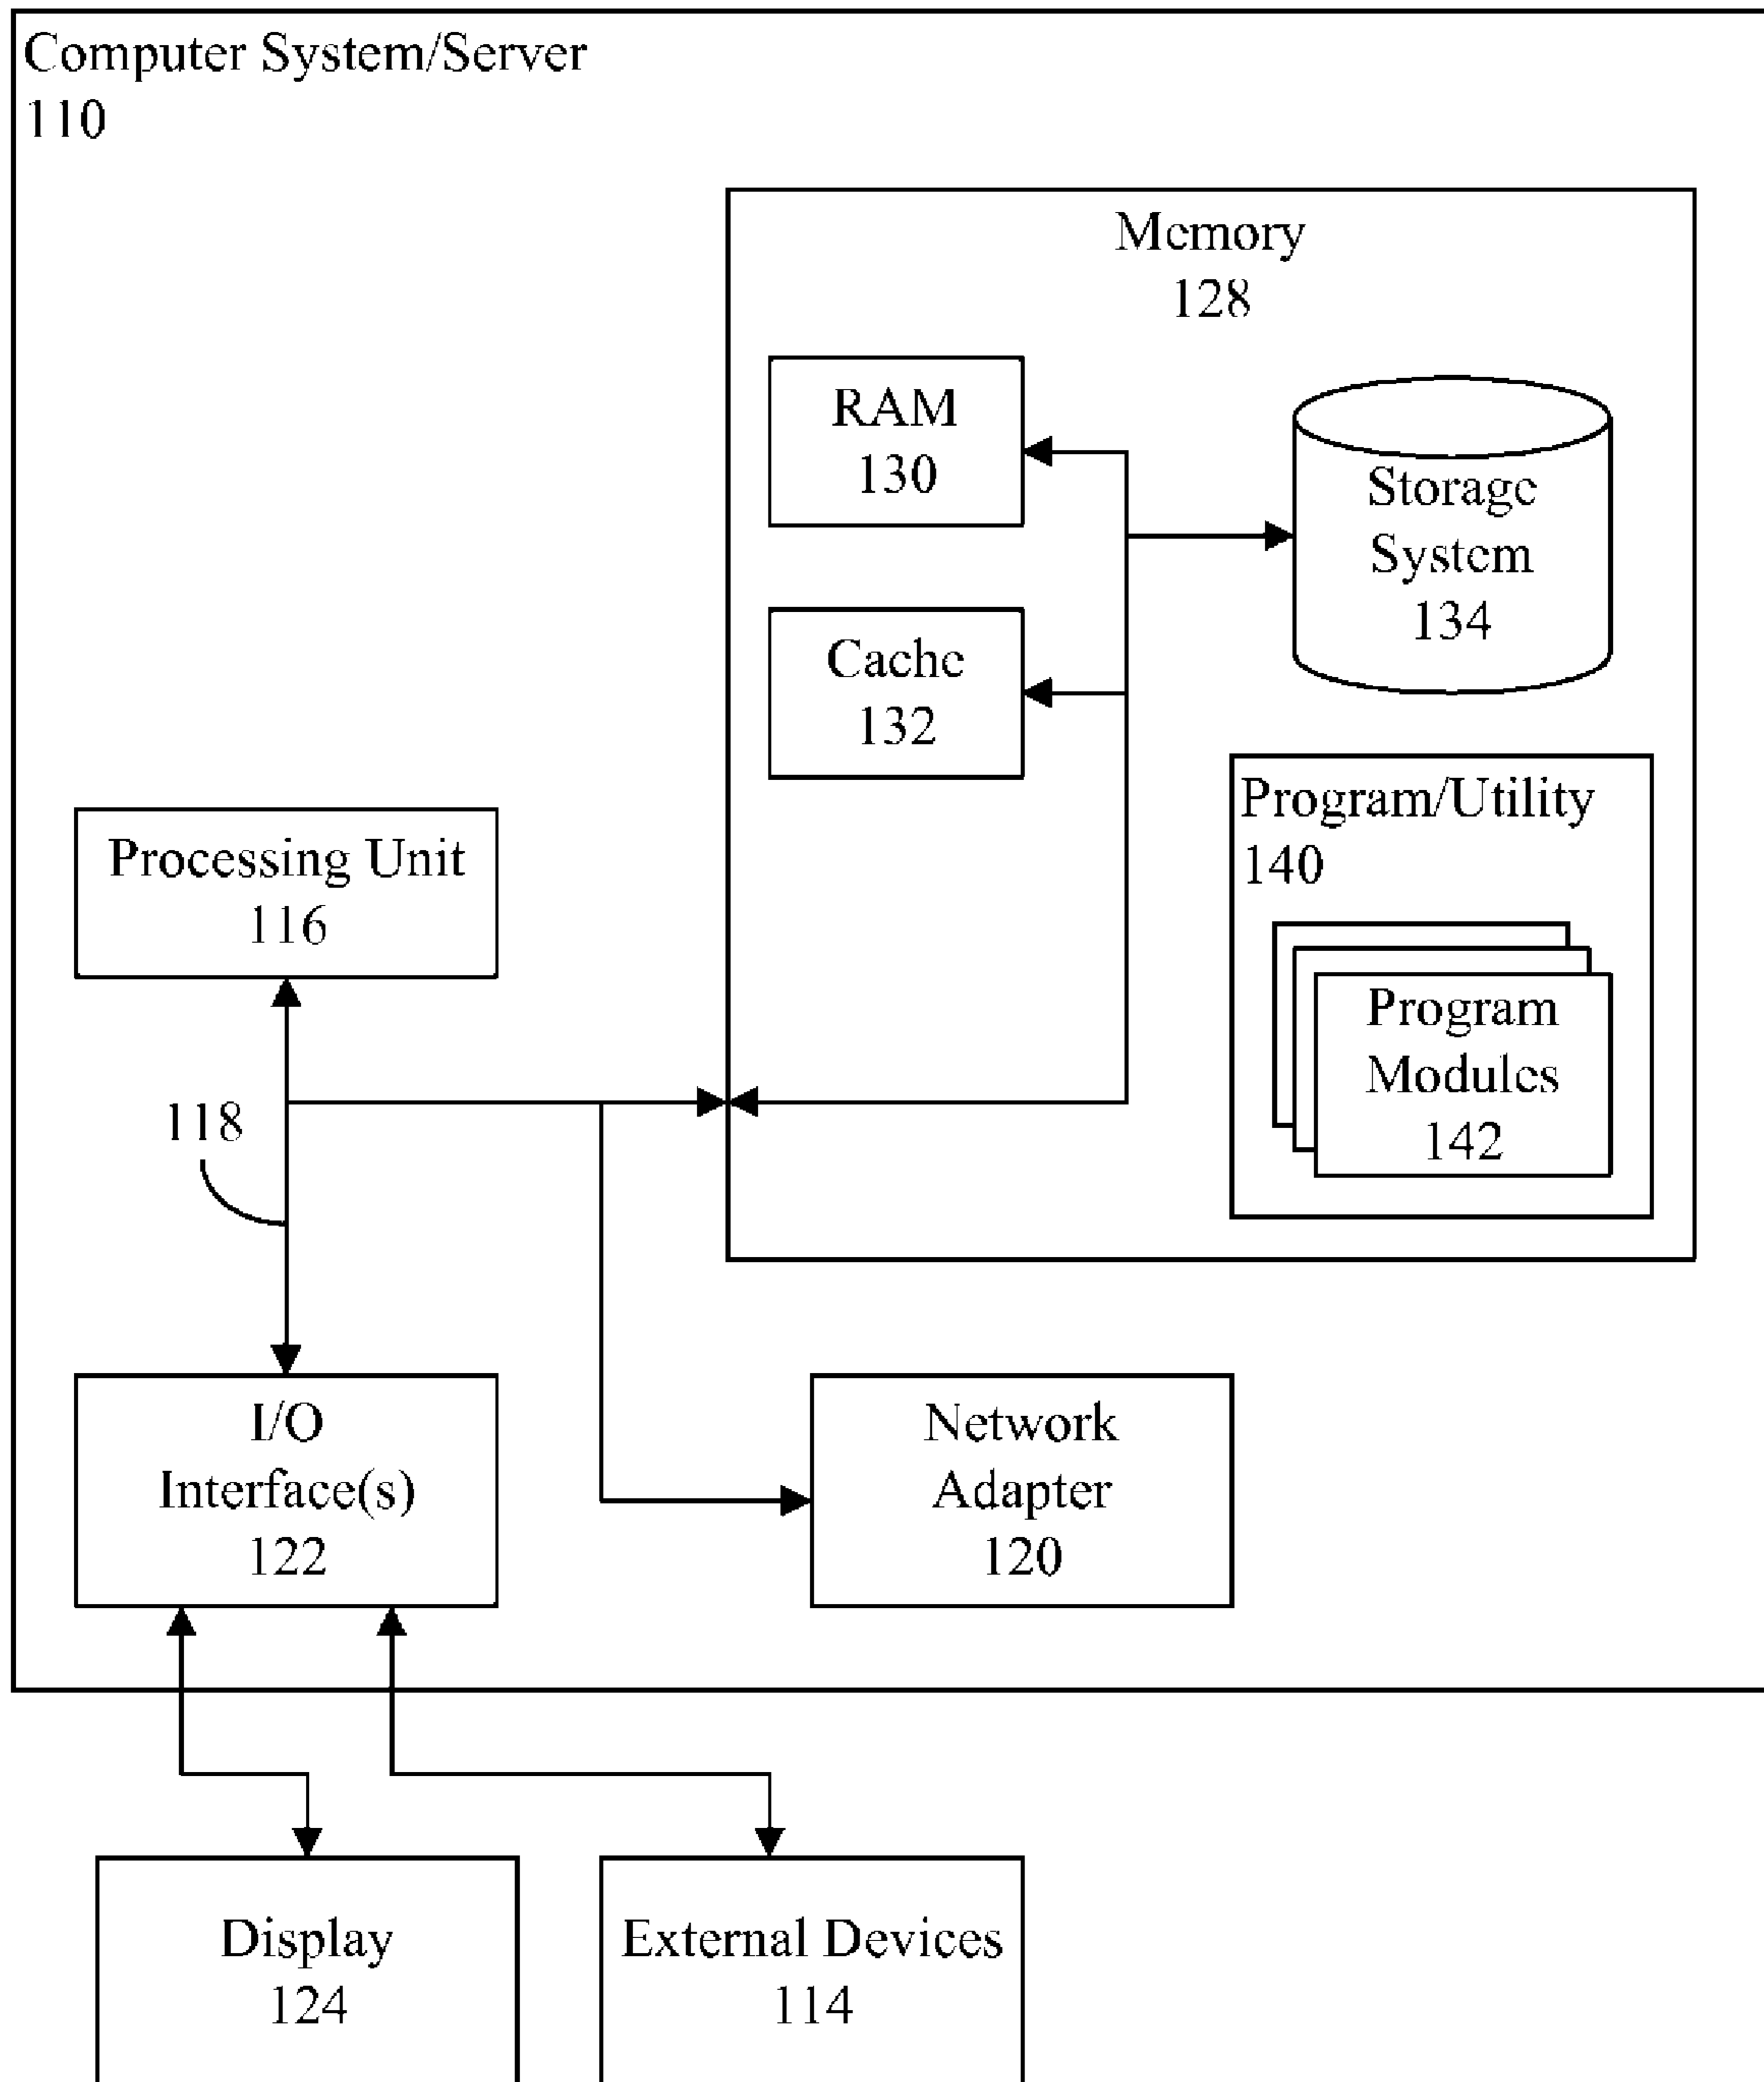 Computer System/Server
110
Memory
128
RAM
130
Storage
System
134
Cache
132
Program/Utility
140
Processing Unit
116
Program
Modules
142
118
I/O
Interface(s)
122
Network
Adapter
120
Display
124
External Devices
114